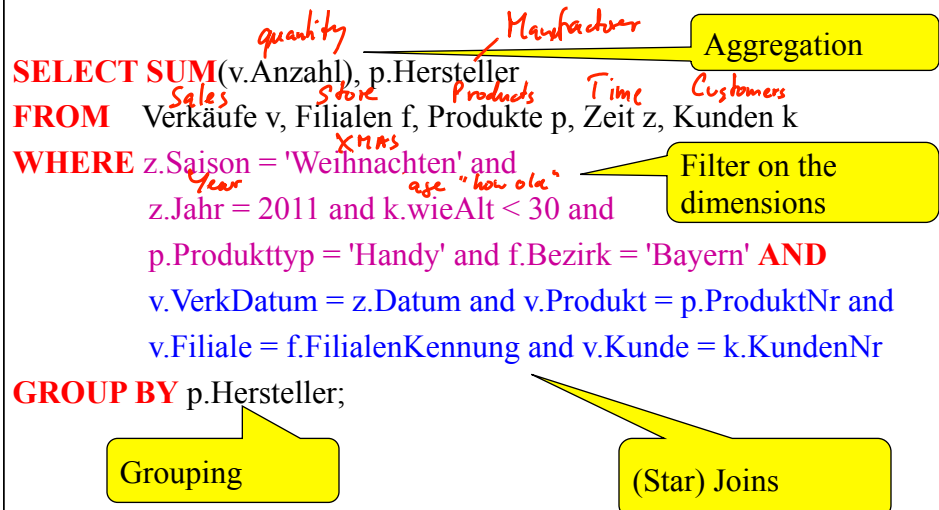 quantity Manufacturer
Aggregation
SELECT SUM(v.Anzahl), p.Hersteller
Sales Store Products Time Customers
FROM Verkäufe v, Filialen f, Produkte p, Zeit z, Kunden k
XMAS
WHERE z.Saison = 'Weihnachten' and
Filter on the
Year age "how old"
z.Jahr = 2011 and k.wieAlt < 30 and
dimensions
p.Produkttyp = 'Handy' and f.Bezirk = 'Bayern' AND
v.VerkDatum = z.Datum and v.Produkt = p.ProduktNr and
v.Filiale = f.FilialenKennung and v.Kunde = k.KundenNr
GROUP BY p.Hersteller;
Grouping
(Star) Joins